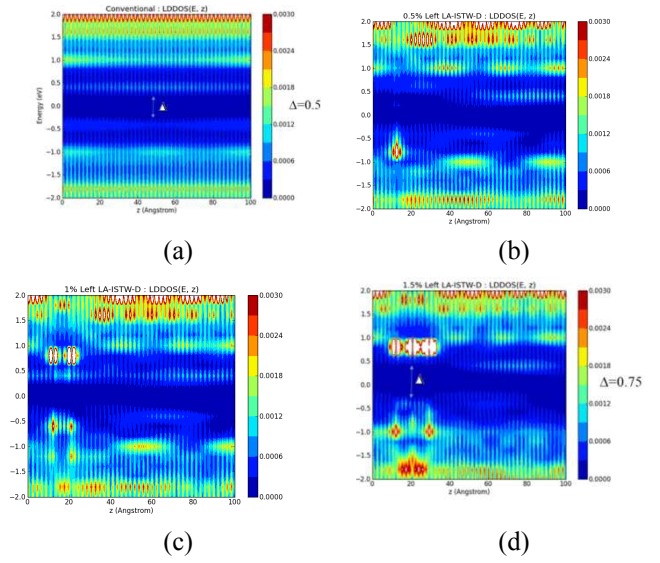 Conventional : LDDOS(E, z)
Energy (eV)
2.0
1.5
1.0
0.5
0.0
−0.5
−1.0
−1.5
−2.0
Δ
0 20 40 60 80 100
z (Angstrom)
0.0030
0.0024
0.0018
0.0012
0.0006
0.0000
Δ=0.5
(a)
0.5% Left LA-ISTW-D : LDDOS(E, z)
2.0
1.5
1.0
0.5
0.0
−0.5
−1.0
−1.5
−2.0
0 20 40 60 80 100
z (Angstrom)
0.0030
0.0024
0.0018
0.0012
0.0006
0.0000
(b)
1% Left LA-ISTW-D : LDDOS(E, z)
2.0
1.5
1.0
0.5
0.0
−0.5
−1.0
−1.5
−2.0
0 20 40 60 80 100
z (Angstrom)
0.0030
0.0024
0.0018
0.0012
0.0006
0.0000
(c)
1.5% Left LA-ISTW-D : LDDOS(E, z)
2.0
1.5
1.0
0.5
0.0
−0.5
−1.0
−1.5
−2.0
Δ
0 20 40 60 80 100
z (Angstrom)
0.0030
0.0024
0.0018
0.0012
0.0006
0.0000
Δ=0.75
(d)